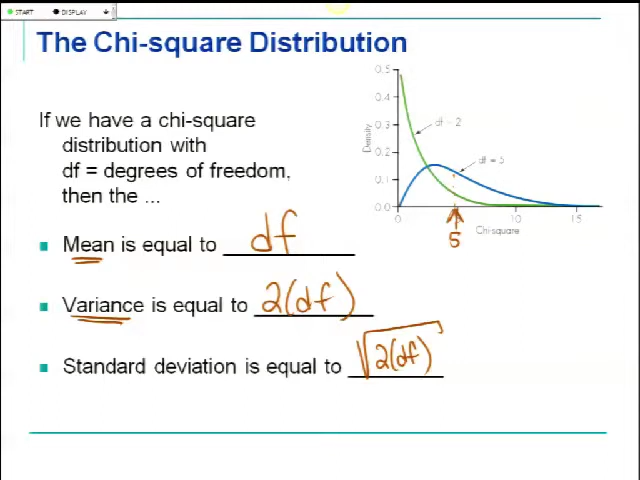 START DISPLAY
The Chi-square Distribution
If we have a chi-square
distribution with
df = degrees of freedom,
then the ...
Mean is equal to df
Variance is equal to 2(df)
Standard deviation is equal to √2(df)
0.5
0.4
0.3
0.2
0.1
0.0
Density
df = 2
df = 5
0 5 10 15
Chi-square